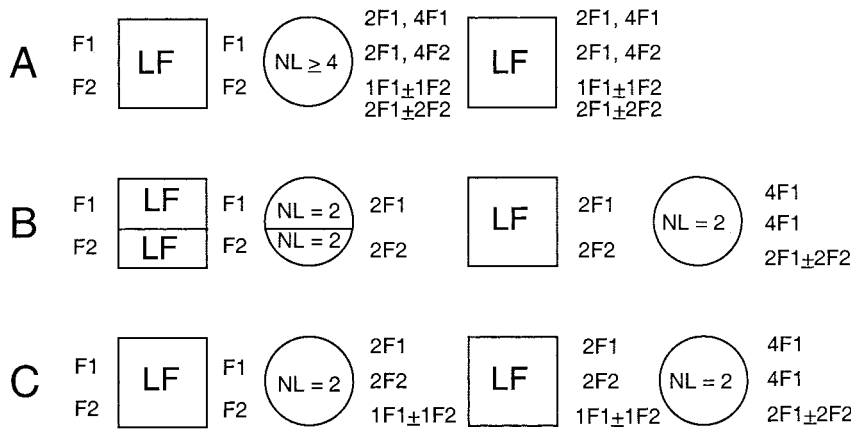 2F1, 4F1 2F1, 4F1
F1 F1
A LF NL ≥ 4 2F1, 4F2 LF 2F1, 4F2
F2 F2 1F1±1F2 1F1±1F2
2F1±2F2 2F1±2F2
F1 LF F1 NL = 2 2F1 2F1 4F1
B LF NL = 2 4F1
F2 LF F2 NL = 2 2F2 2F2 2F1±2F2
F1 F1 2F1 2F1 4F1
C LF NL = 2 2F2 LF 2F2 NL = 2 4F1
F2 F2 1F1±1F2 1F1±1F2 2F1±2F2